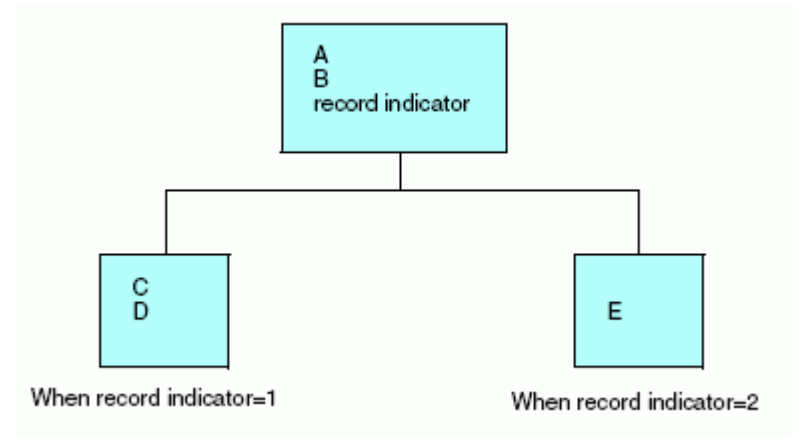 A
B
record indicator
C
D
E
When record indicator=1
When record indicator=2